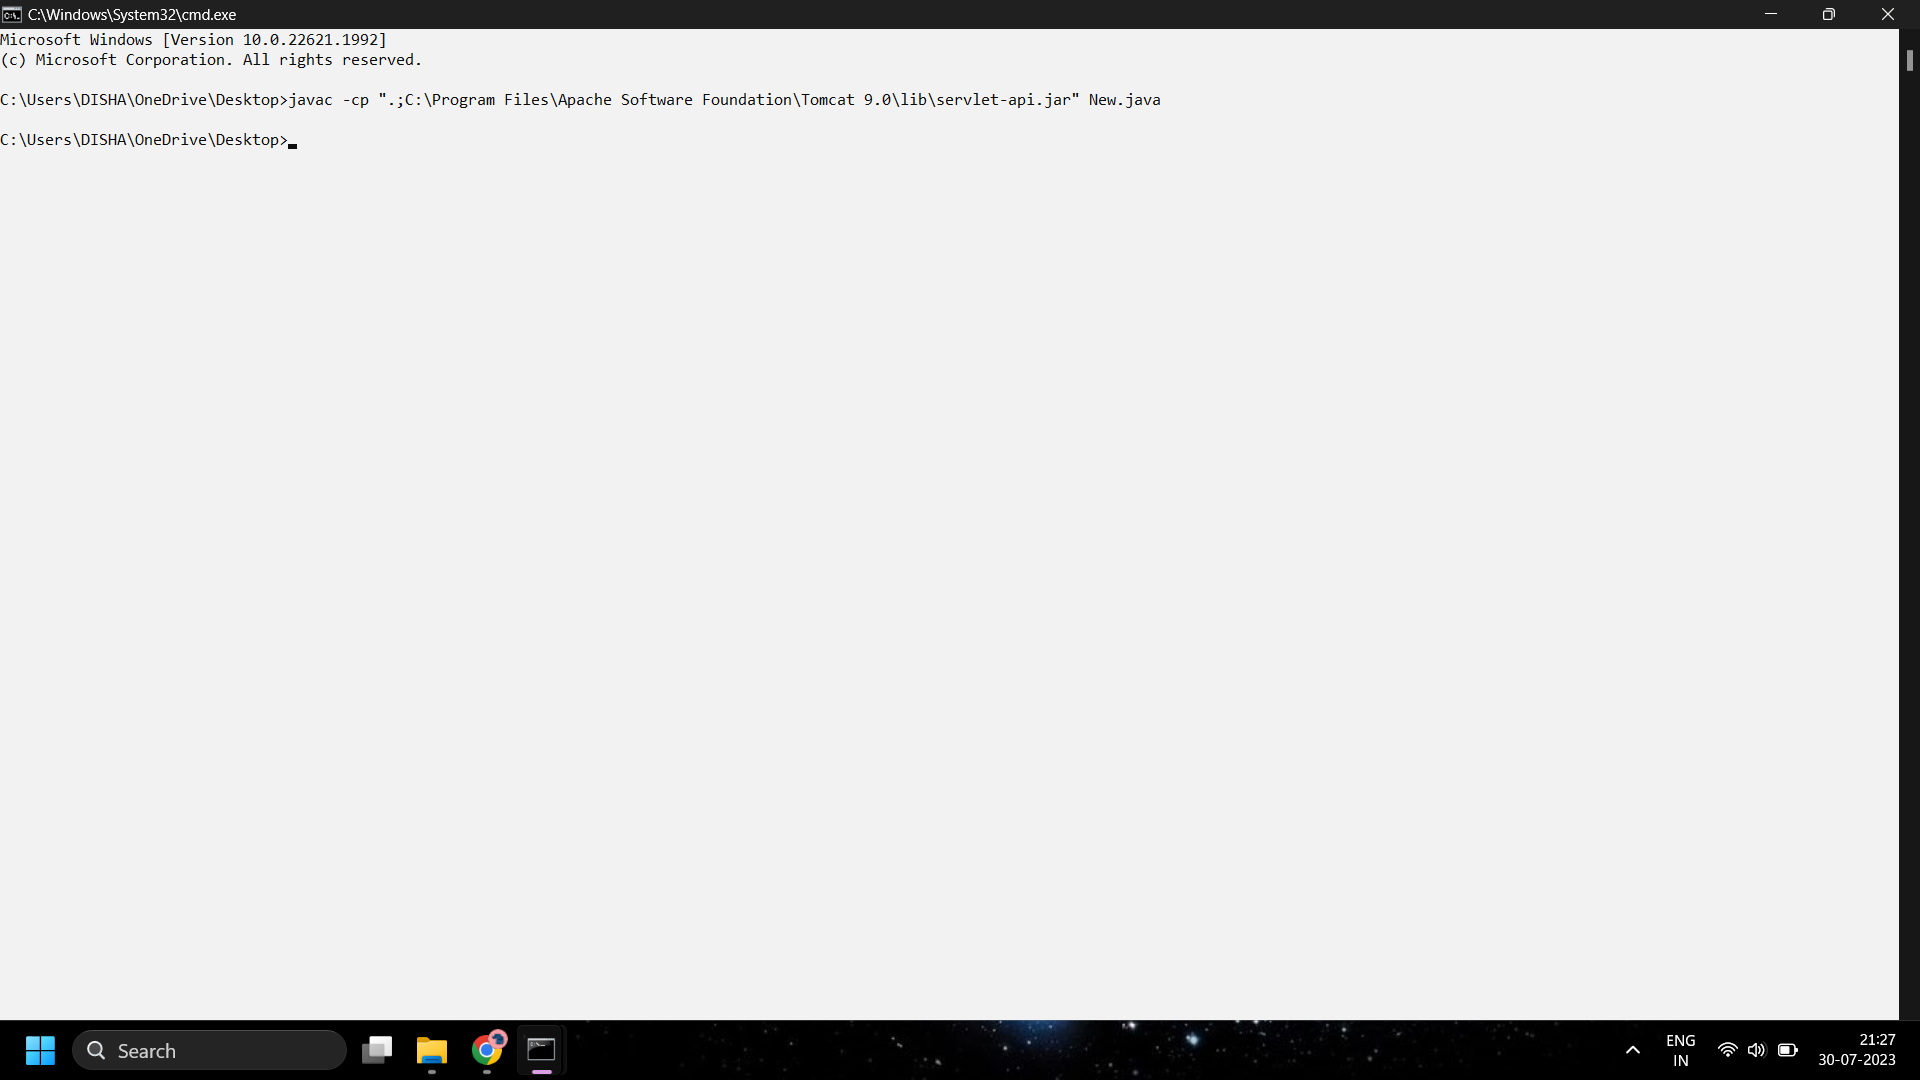 C:\Windows\System32\cmd.exe
Microsoft Windows [Version 10.0.22621.1992]
(c) Microsoft Corporation. All rights reserved.
C:\Users\DISHA\OneDrive\Desktop>javac -cp ".;C:\Program Files\Apache Software Foundation\Tomcat 9.0\lib\servlet-api.jar" New.java
C:\Users\DISHA\OneDrive\Desktop>
Search
ENG
IN
21:27
30-07-2023